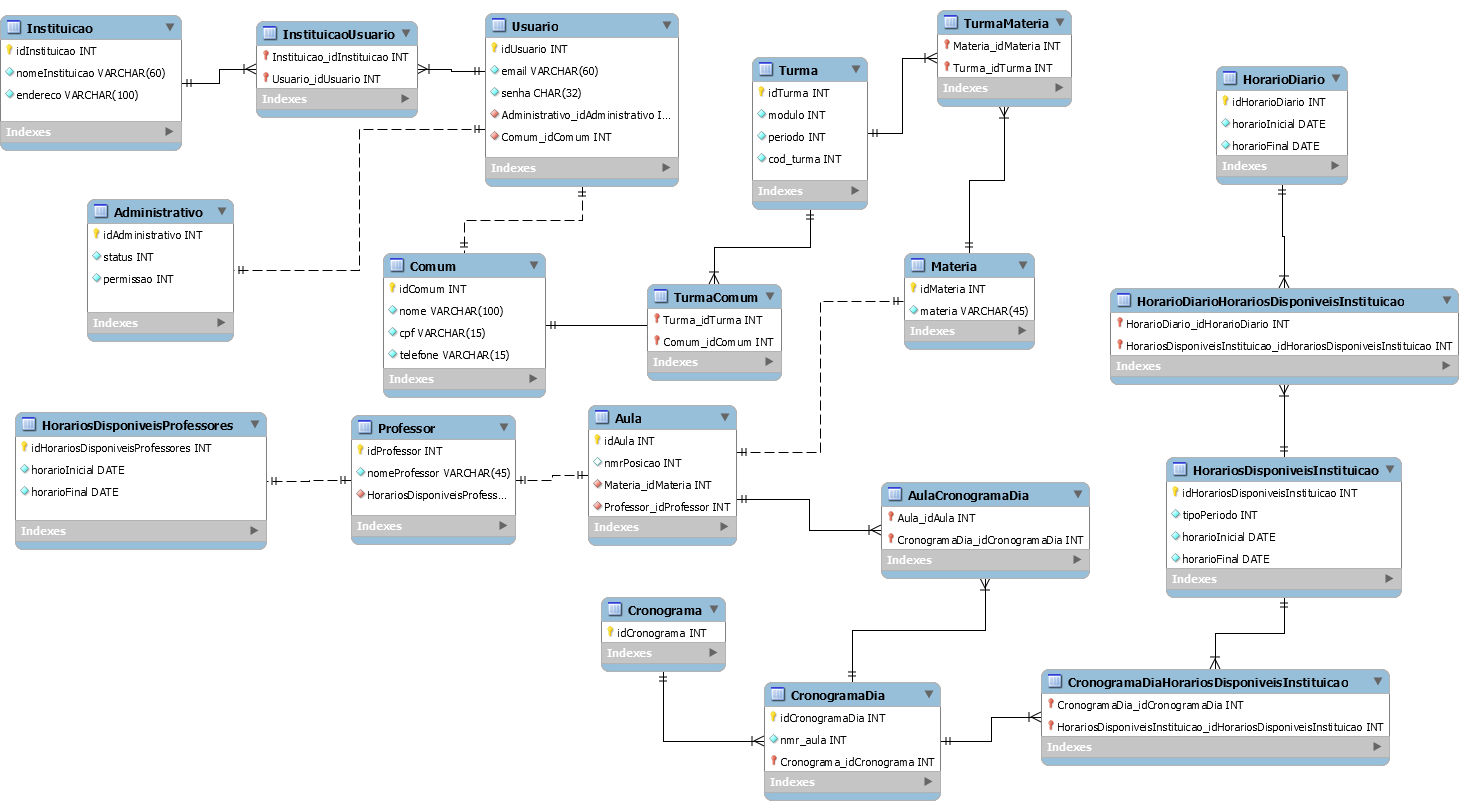 Instituicao
idInstituicao INT
nomeInstituicao VARCHAR(60)
endereco VARCHAR(100)
Indexes
InstituicaoUsuario
Instituicao_idInstituicao INT
Usuario_idUsuario INT
Indexes
Usuario
idUsuario INT
email VARCHAR(60)
senha CHAR(32)
Administrativo_idAdministrativo I...
Comum_idComum INT
Indexes
Turma
idTurma INT
modulo INT
periodo INT
cod_turma INT
Indexes
TurmaMateria
Materia_idMateria INT
Turma_idTurma INT
Indexes
HorarioDiario
idHorarioDiario INT
horarioInicial DATE
horarioFinal DATE
Indexes
Administrativo
idAdministrativo INT
status INT
permissao INT
Indexes
Comum
idComum INT
nome VARCHAR(100)
cpf VARCHAR(15)
telefone VARCHAR(15)
Indexes
TurmaComum
Turma_idTurma INT
Comum_idComum INT
Indexes
Materia
idMateria INT
materia VARCHAR(45)
Indexes
HorarioDiarioHorariosDisponiveisInstituicao
HorarioDiario_idHorarioDiario INT
HorariosDisponiveisInstituicao_idHorariosDisponiveisInstituicao INT
Indexes
HorariosDisponiveisProfessores
idHorariosDisponiveisProfessores INT
horarioInicial DATE
horarioFinal DATE
Indexes
Professor
idProfessor INT
nomeProfessor VARCHAR(45)
HorariosDisponiveisProfess...
Indexes
Aula
idAula INT
nmrPosicao INT
Materia_idMateria INT
Professor_idProfessor INT
Indexes
AulaCronogramaDia
Aula_idAula INT
CronogramaDia_idCronogramaDia INT
Indexes
HorariosDisponiveisInstituicao
idHorariosDisponiveisInstituicao INT
tipoPeriodo INT
horarioInicial DATE
horarioFinal DATE
Indexes
Cronograma
idCronograma INT
Indexes
CronogramaDia
idCronogramaDia INT
nmr_aula INT
Cronograma_idCronograma INT
Indexes
CronogramaDiaHorariosDisponiveisInstituicao
CronogramaDia_idCronogramaDia INT
HorariosDisponiveisInstituicao_idHorariosDisponiveisInstituicao INT
Indexes